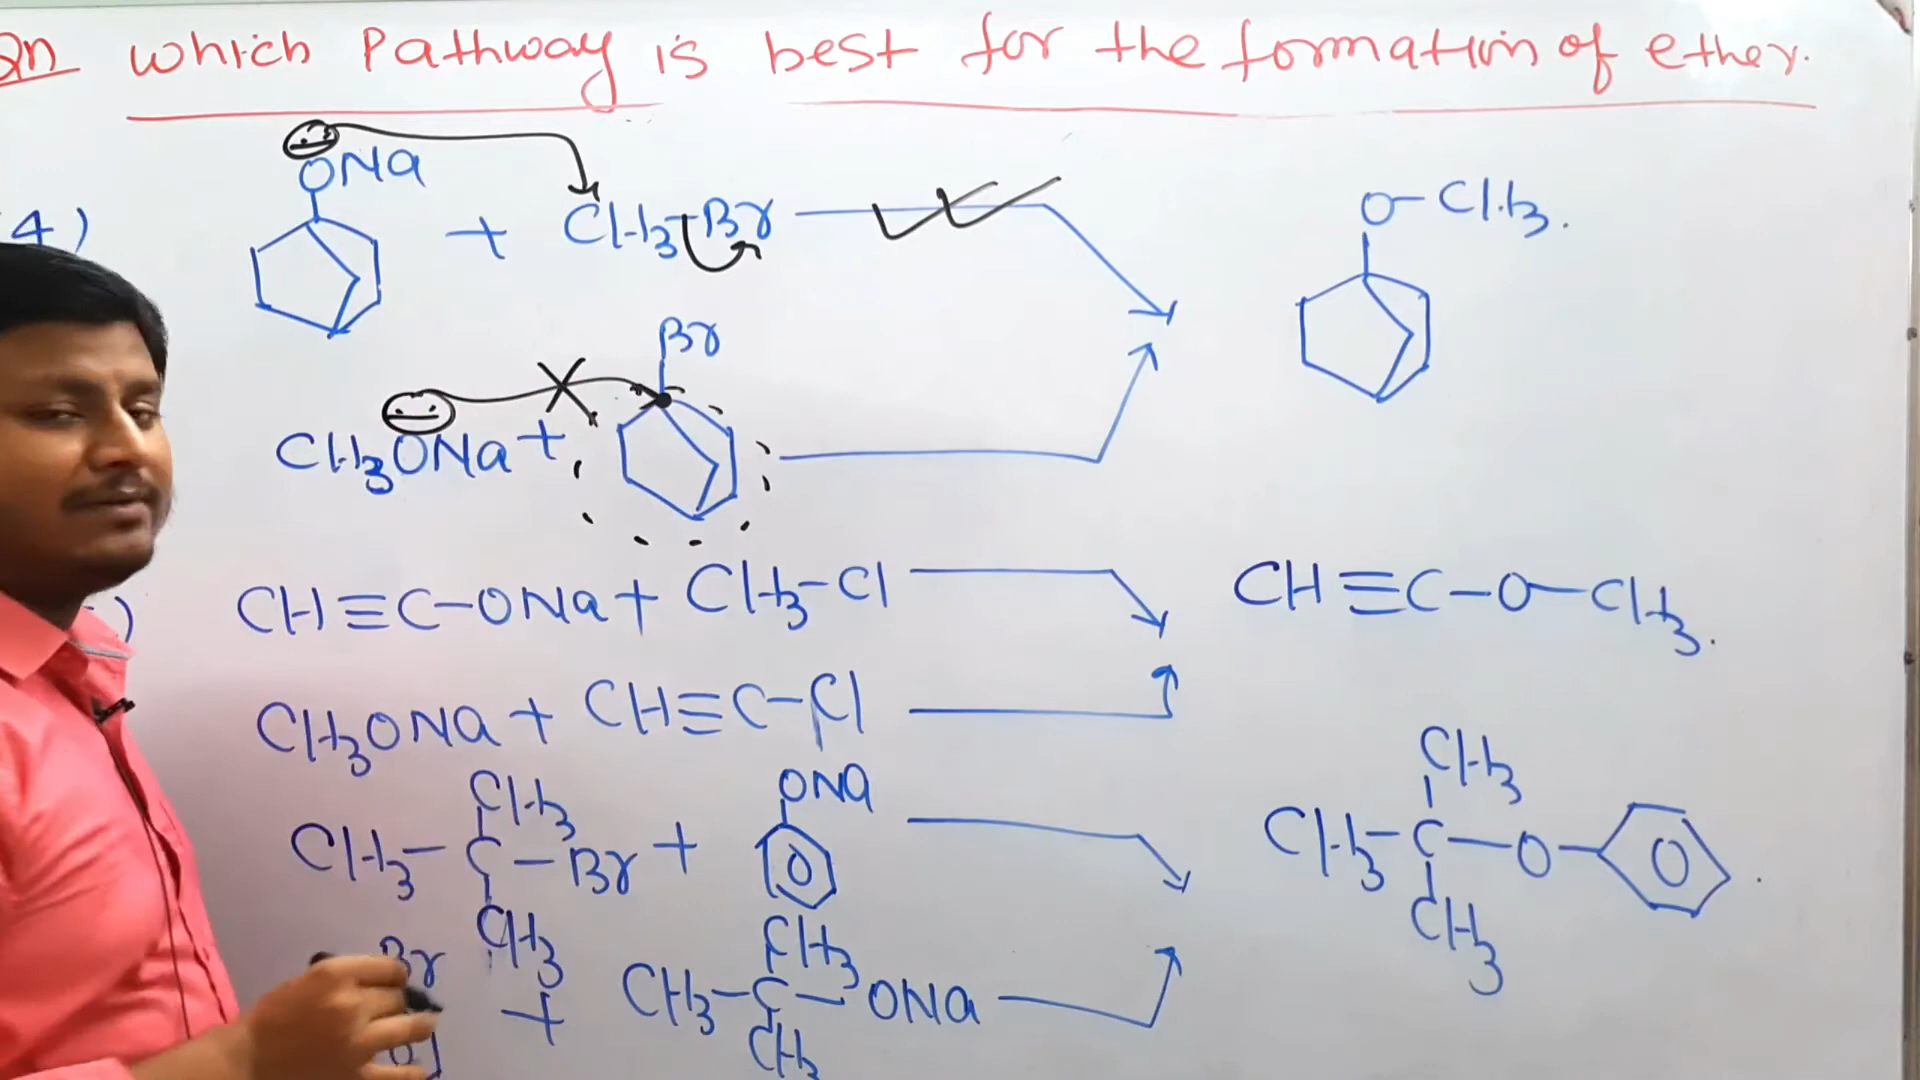 Qn Which Pathway is best for the formation of ether.
4)
ONa
+ CH3-Br
O-CH3.
Br
CH3ONa +
)
CH≡C-ONa + CH3-Cl
CH≡C-O-CH3.
CH3ONa + CH≡C-Cl
CH3
CH3-C-Br +
CH3
ONa
CH3
CH3-C-O-
CH3
Br
+
CH3
CH3-C-ONa
CH3